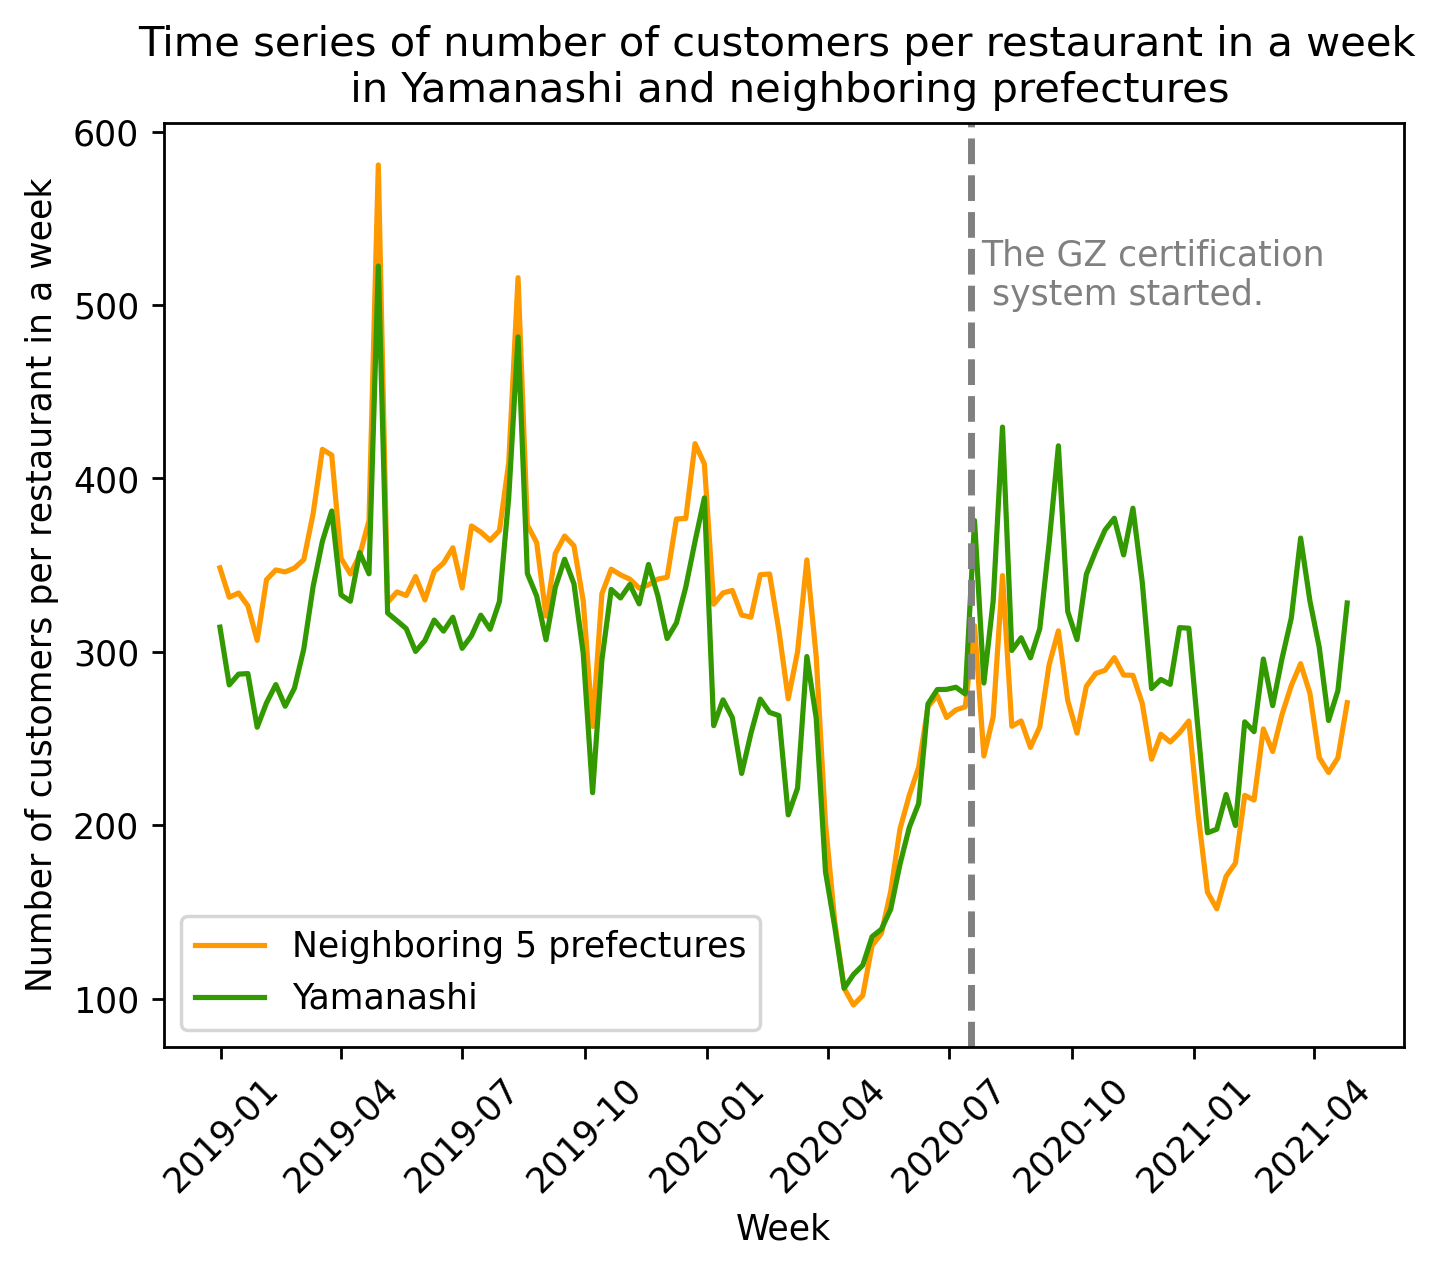 Time series of number of customers per restaurant in a week
in Yamanashi and neighboring prefectures
Number of customers per restaurant in a week
600
500
400
300
200
100
The GZ certification
system started.
Neighboring 5 prefectures
Yamanashi
2019-01
2019-04
2019-07
2019-10
2020-01
2020-04
2020-07
2020-10
2021-01
2021-04
Week